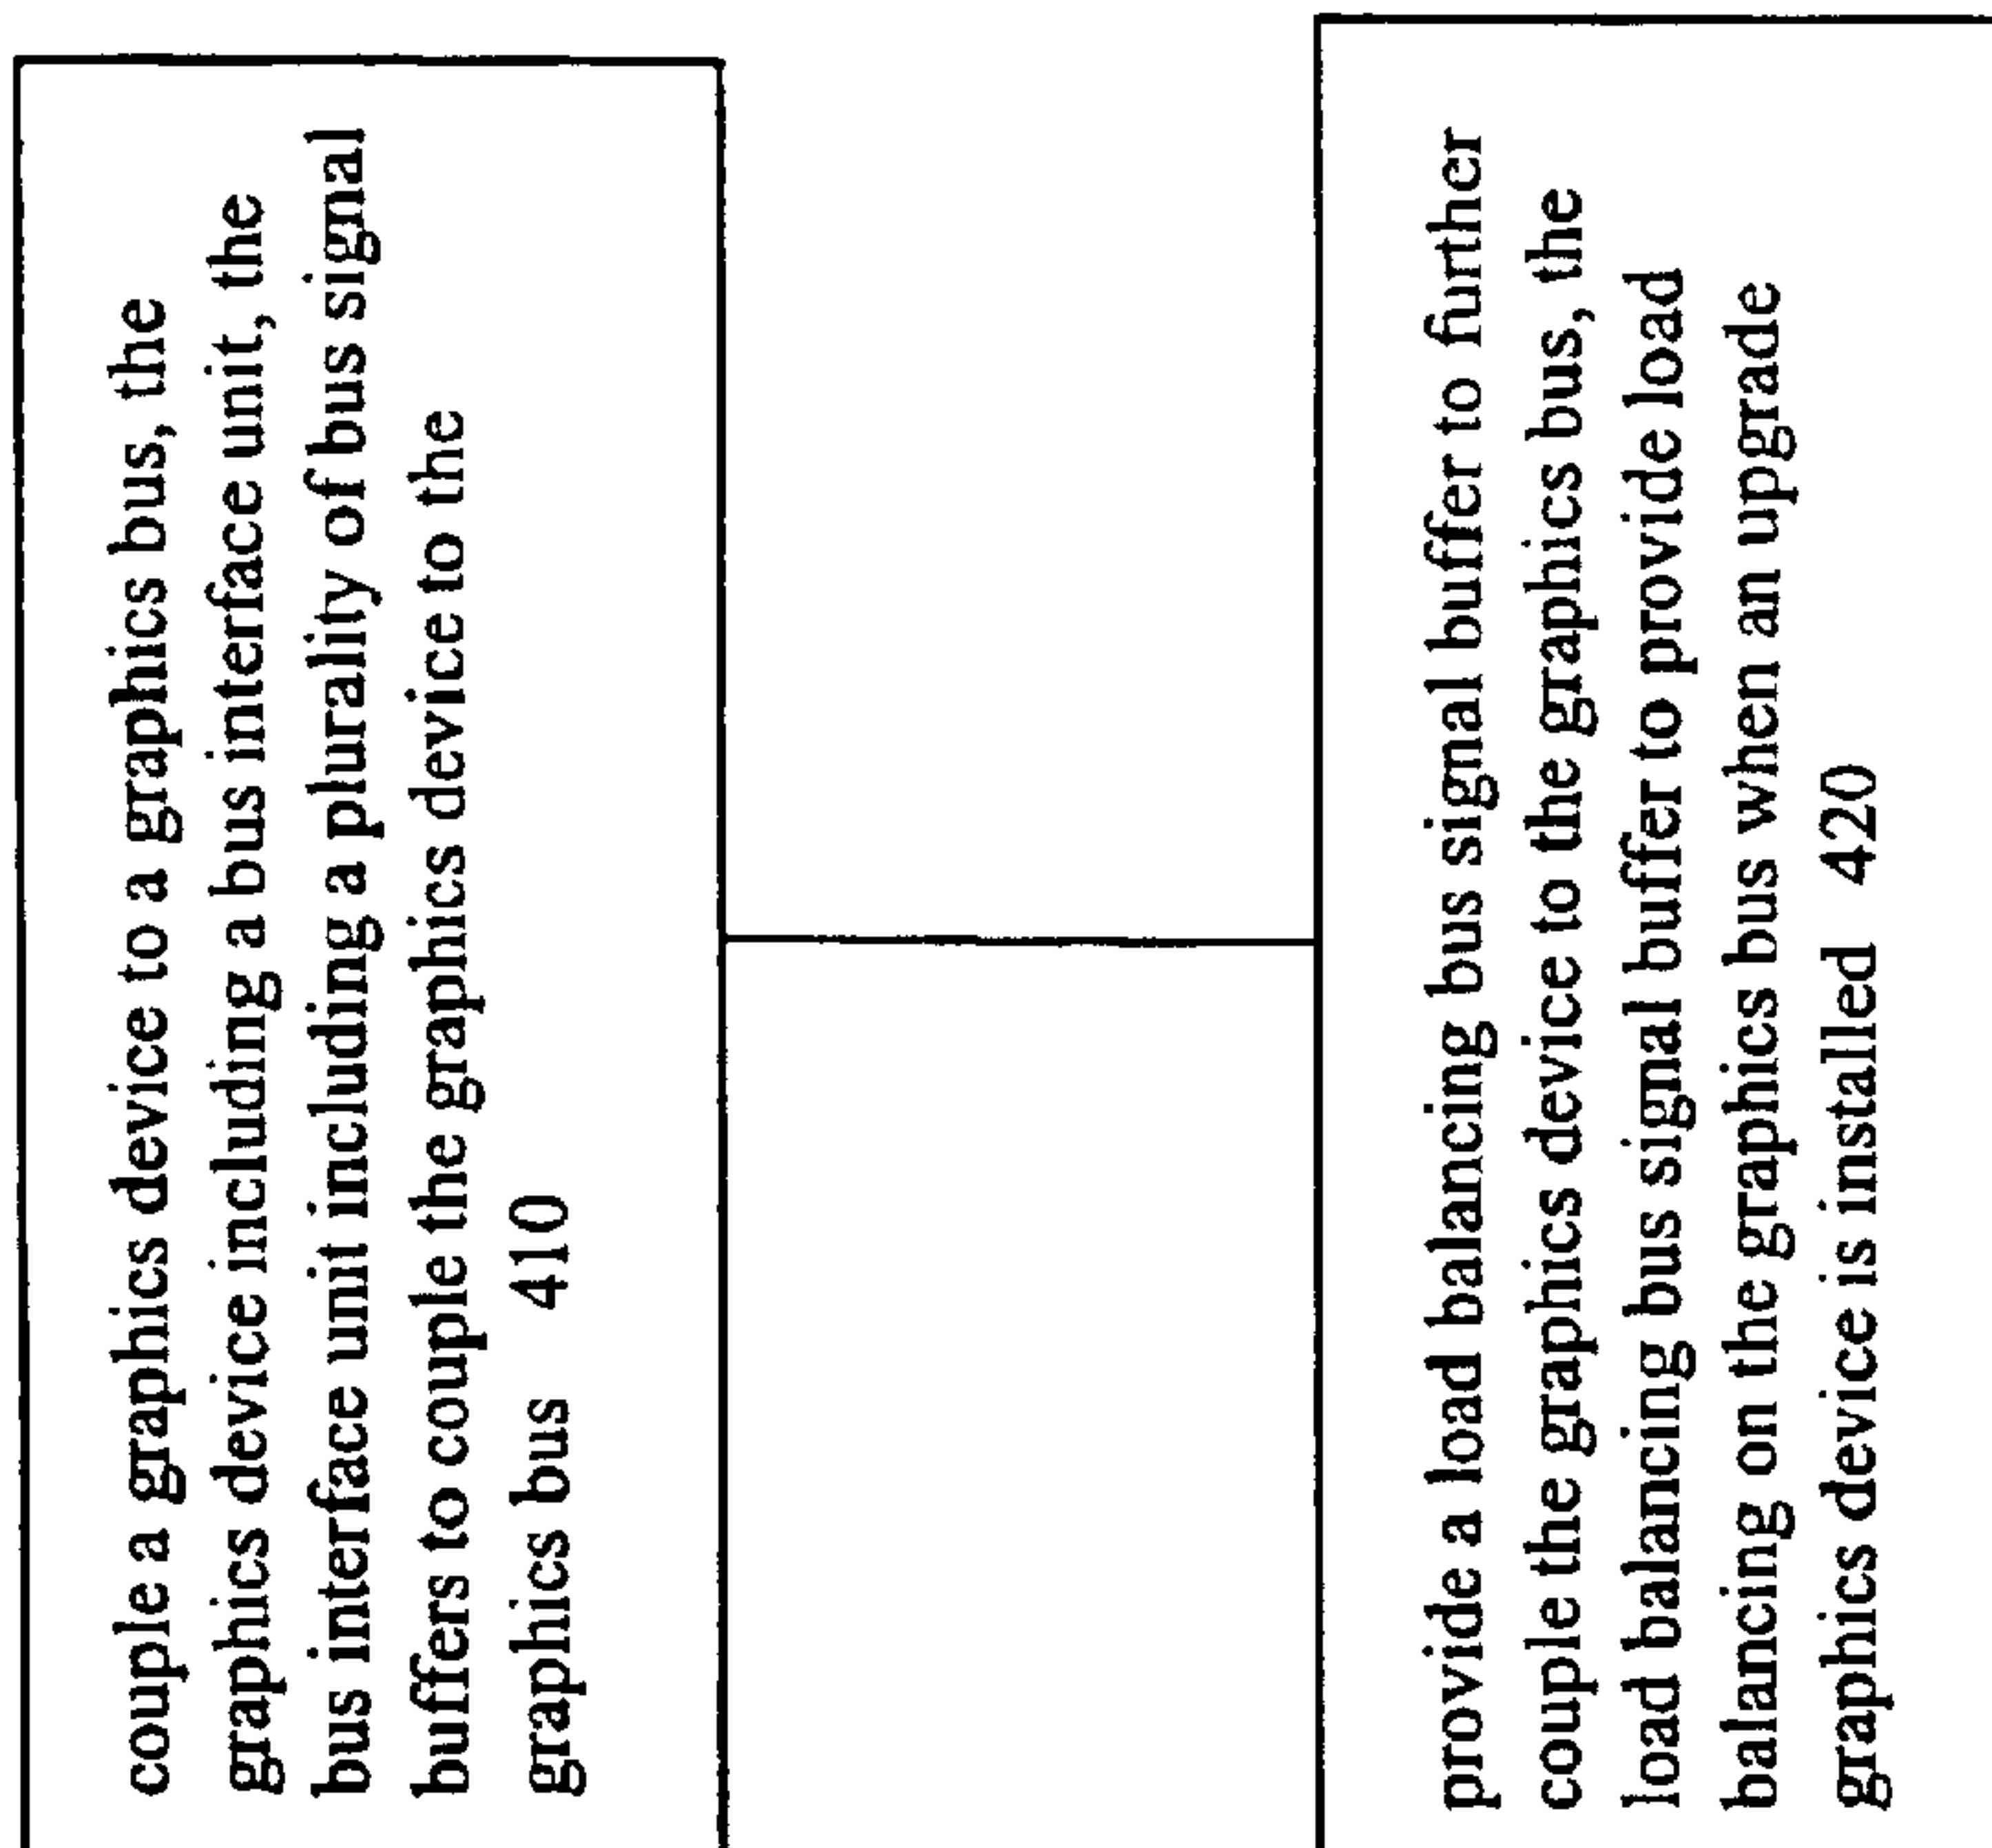 couple a graphics device to a graphics bus, the
graphics device including a bus interface unit, the
bus interface unit including a plurality of bus signal
buffers to couple the graphics device to the
graphics bus 410
provide a load balancing bus signal buffer to further
couple the graphics device to the graphics bus, the
load balancing bus signal buffer to provide load
balancing on the graphics bus when an upgrade
graphics device is installed 420